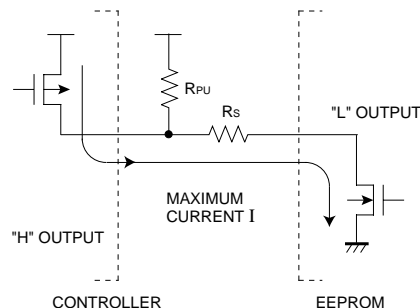 RPU
RS
"L" OUTPUT
MAXIMUM
CURRENT I
"H" OUTPUT
CONTROLLER
EEPROM